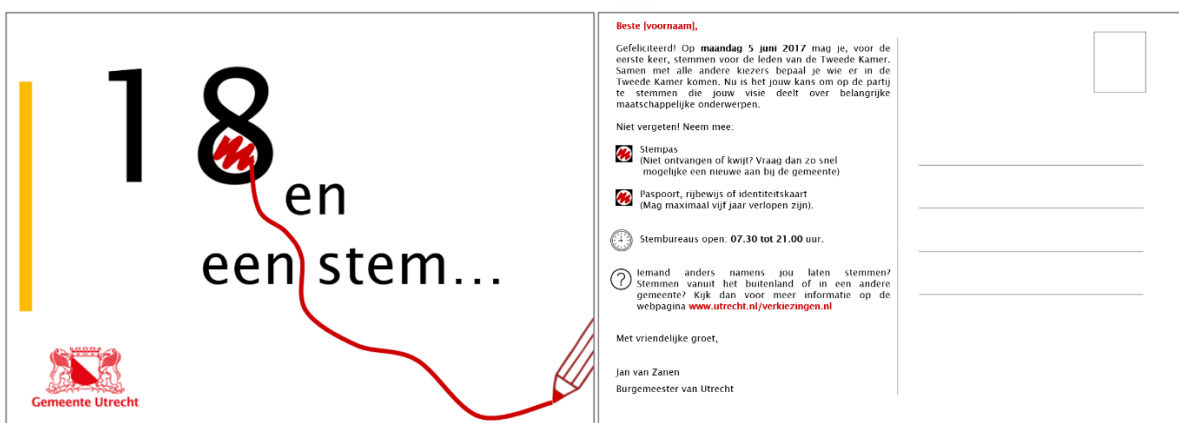 18
en
een stem...
Gemeente Utrecht
Beste [voornaam],
Gefeliciteerd! Op maandag 5 juni 2017 mag je, voor de
eerste keer, stemmen voor de leden van de Tweede Kamer.
Samen met alle andere kiezers bepaal je wie er in de
Tweede Kamer komen. Nu is het jouw kans om op de partij
te stemmen die jouw visie deelt over belangrijke
maatschappelijke onderwerpen.
Niet vergeten! Neem mee:
Stempas
(Niet ontvangen of kwijt? Vraag dan zo snel
mogelijke een nieuwe aan bij de gemeente)
Paspoort, rijbewijs of identiteitskaart
(Mag maximaal vijf jaar verlopen zijn).
Stembureaus open: 07.30 tot 21.00 uur.
Iemand anders namens jou laten stemmen?
Stemmen vanuit het buitenland of in een andere
gemeente? Kijk dan voor meer informatie op de
webpagina www.utrecht.nl/verkiezingen.nl
Met vriendelijke groet,
Jan van Zanen
Burgemeester van Utrecht